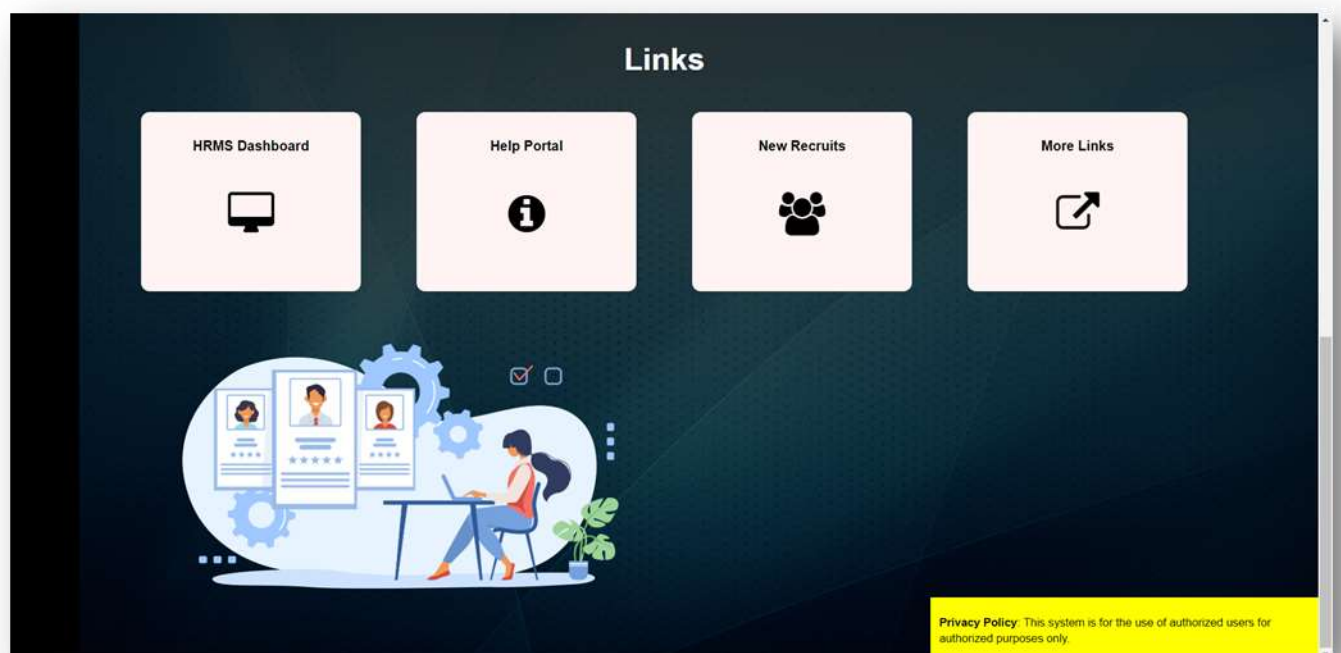 Links
HRMS Dashboard
Help Portal
New Recruits
More Links
Privacy Policy: This system is for the use of authorized users for
authorized purposes only.